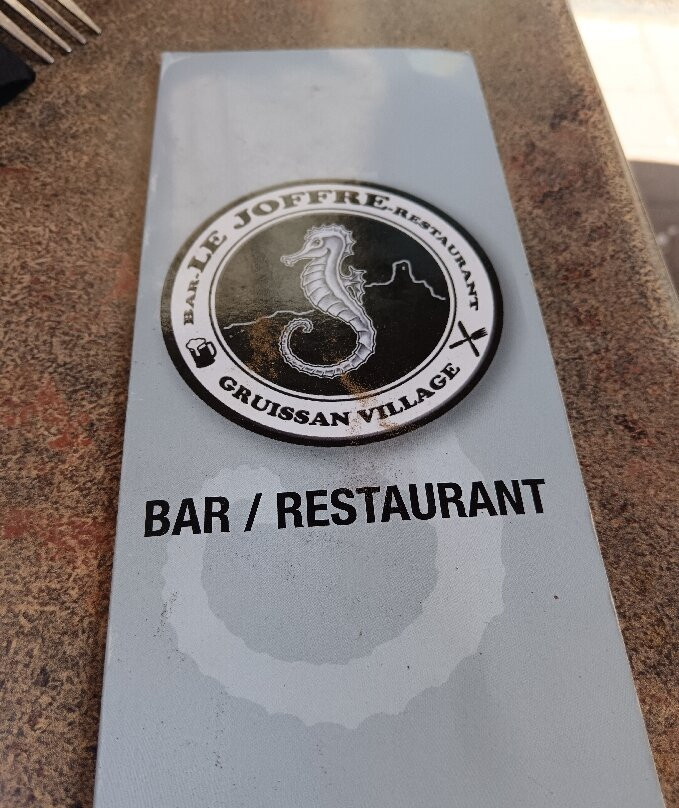 BAR-LE JOFFRE-RESTAURANT
GRUISSAN VILLAGE
BAR / RESTAURANT